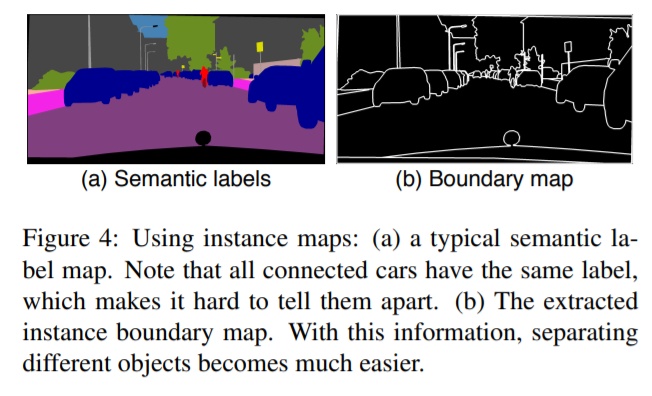 (a) Semantic labels
(b) Boundary map
Figure 4: Using instance maps: (a) a typical semantic la-
bel map. Note that all connected cars have the same label,
which makes it hard to tell them apart. (b) The extracted
instance boundary map. With this information, separating
different objects becomes much easier.